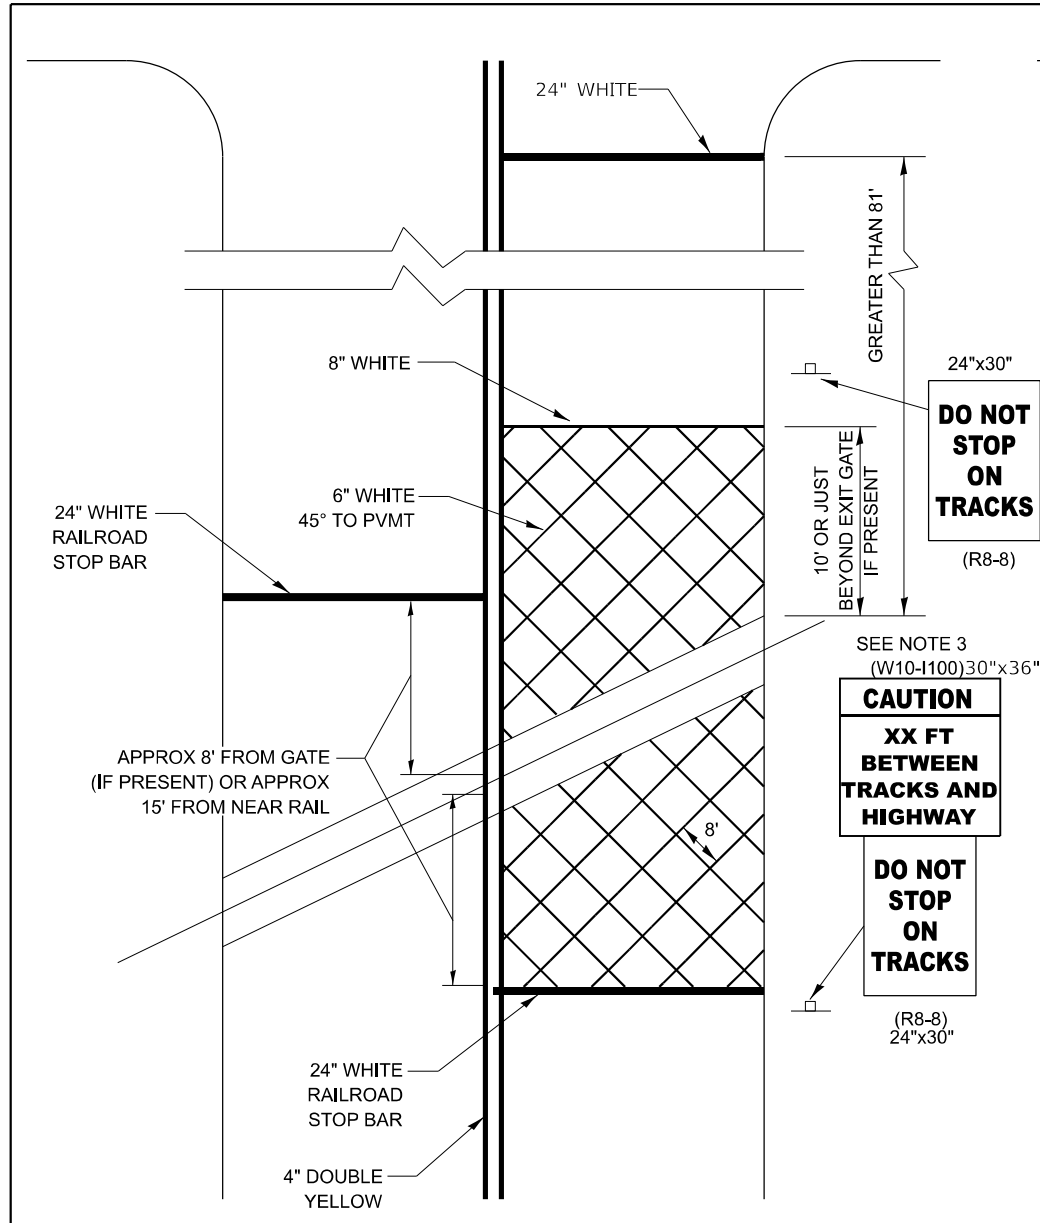 24" WHITE
GREATER THAN 81'
8" WHITE
24"x30"
DO NOT
STOP
ON
TRACKS
(R8-8)
6" WHITE
45° TO PVMT
10' OR JUST
BEYOND EXIT GATE
IF PRESENT
24" WHITE
RAILROAD
STOP BAR
SEE NOTE 3
(W10-I100)30"x36"
CAUTION
XX FT
BETWEEN
TRACKS AND
HIGHWAY
APPROX 8' FROM GATE
(IF PRESENT) OR APPROX
15' FROM NEAR RAIL
8'
DO NOT
STOP
ON
TRACKS
(R8-8)
24"x30"
24" WHITE
RAILROAD
STOP BAR
4" DOUBLE
YELLOW